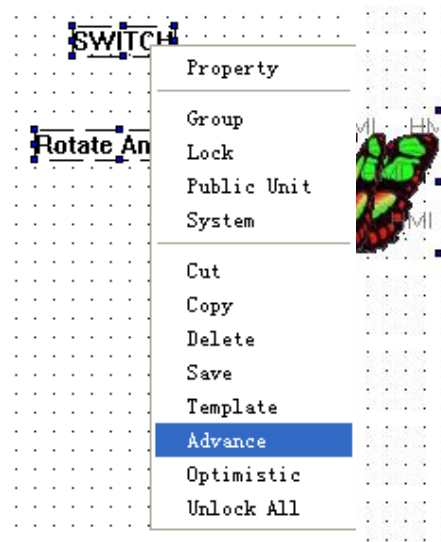 SWITCH
Property
Group
Rotate An
Lock
Public Unit
System
Cut
Copy
Delete
Save
Template
Advance
Optimistic
Unlock All